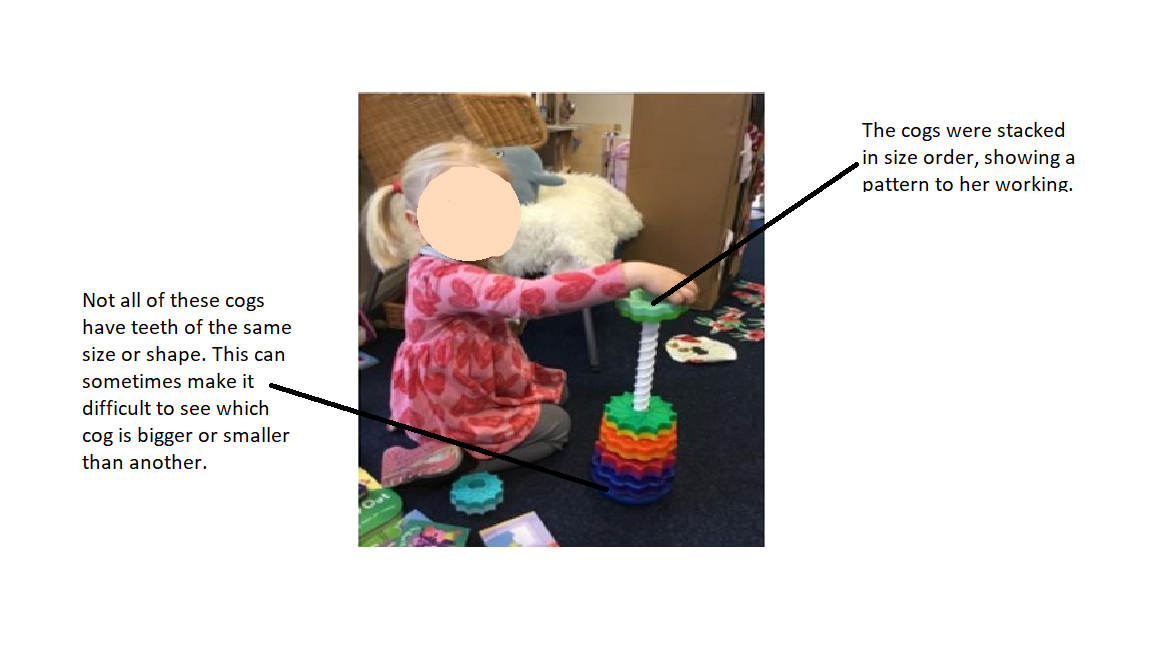 The cogs were stacked
in size order, showing a
pattern to her working.
Not all of these cogs
have teeth of the same
size or shape. This can
sometimes make it
difficult to see which
cog is bigger or smaller
than another.
Out